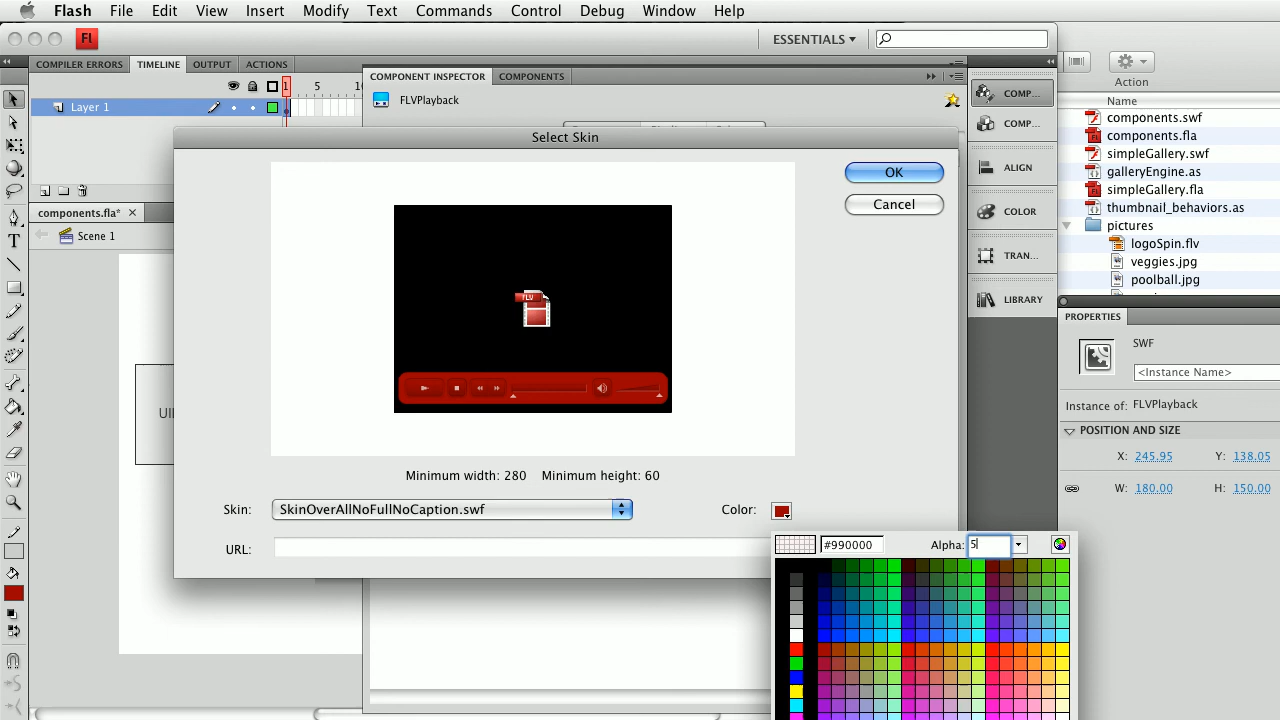 Flash File Edit View Insert Modify Text Commands Control Debug Window Help
Fl
ESSENTIALS
COMPILER ERRORS TIMELINE OUTPUT ACTIONS
1 5
Layer 1
COMPONENT INSPECTOR COMPONENTS
FLVPlayback
COMP...
COMP...
ALIGN
COLOR
TRAN...
LIBRARY
Action
Name
components.swf
components.fla
simpleGallery.swf
galleryEngine.as
simpleGallery.fla
thumbnail_behaviors.as
pictures
logoSpin.flv
veggies.jpg
poolball.jpg
components.fla*
Scene 1
Select Skin
OK
Cancel
FLV
Minimum width: 280 Minimum height: 60
Skin: SkinOverAllNoFullNoCaption.swf
Color:
URL:
#990000 Alpha: 5
PROPERTIES
SWF
<Instance Name>
Instance of: FLVPlayback
POSITION AND SIZE
X: 245.95 Y: 138.05
W: 180.00 H: 150.00